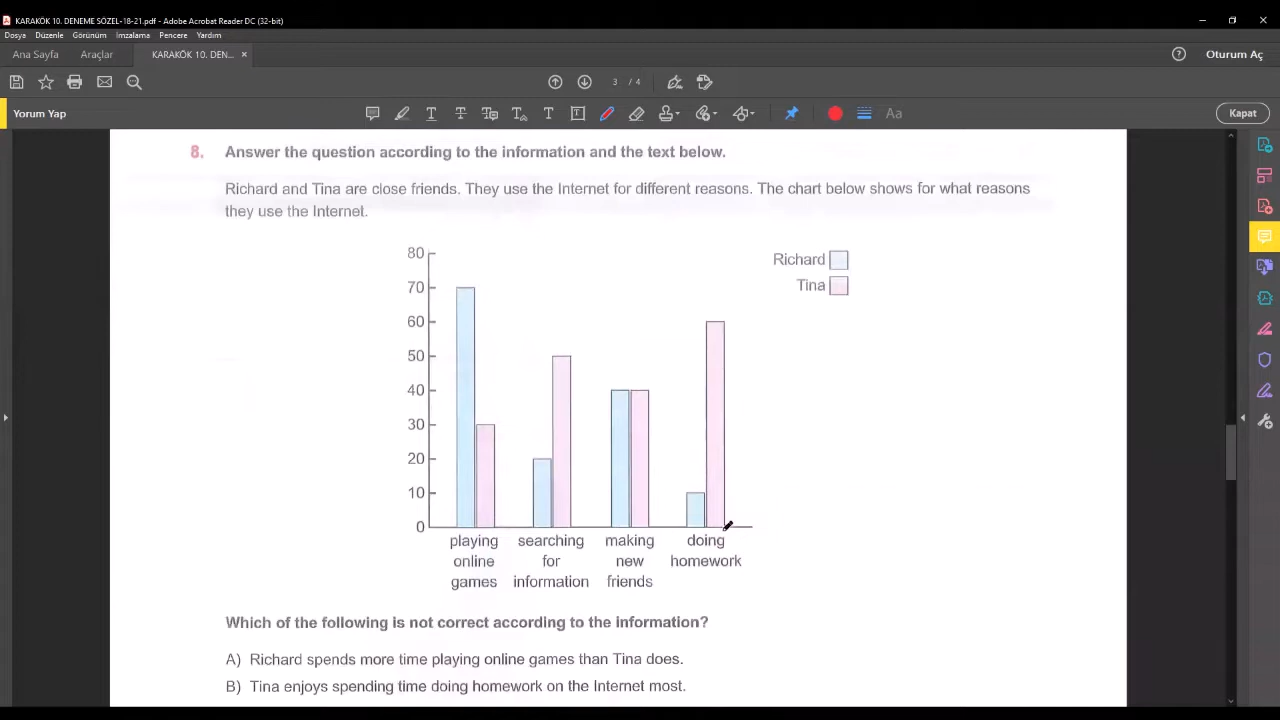 KARAKÖK 10. DENEME SÖZEL-18-21.pdf - Adobe Acrobat Reader DC (32-bit)
Dosya Düzenle Görünüm İmzalama Pencere Yardım
Ana Sayfa Araçlar KARAKÖK 10. DEN... × ? Oturum Aç
3 / 4
Yorum Yap Aa Kapat
8. Answer the question according to the information and the text below.
Richard and Tina are close friends. They use the Internet for different reasons. The chart below shows for what reasons
they use the Internet.
Richard
Tina
80
70
60
50
40
30
20
10
0
playing online games
searching for information
making new friends
doing homework
Which of the following is not correct according to the information?
A) Richard spends more time playing online games than Tina does.
B) Tina enjoys spending time doing homework on the Internet most.